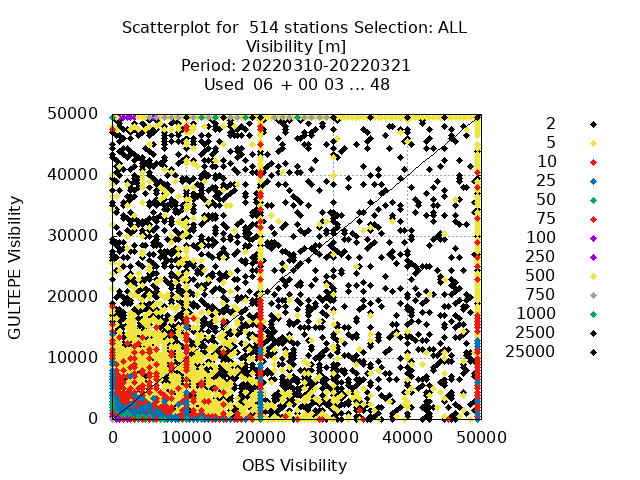 Scatterplot for 514 stations Selection: ALL
Visibility [m]
Period: 20220310-20220321
Used 06 + 00 03 ... 48
GULTEPE Visibility
50000
40000
30000
20000
10000
0
0 10000 20000 30000 40000 50000
OBS Visibility
2
5
10
25
50
75
100
250
500
750
1000
2500
25000